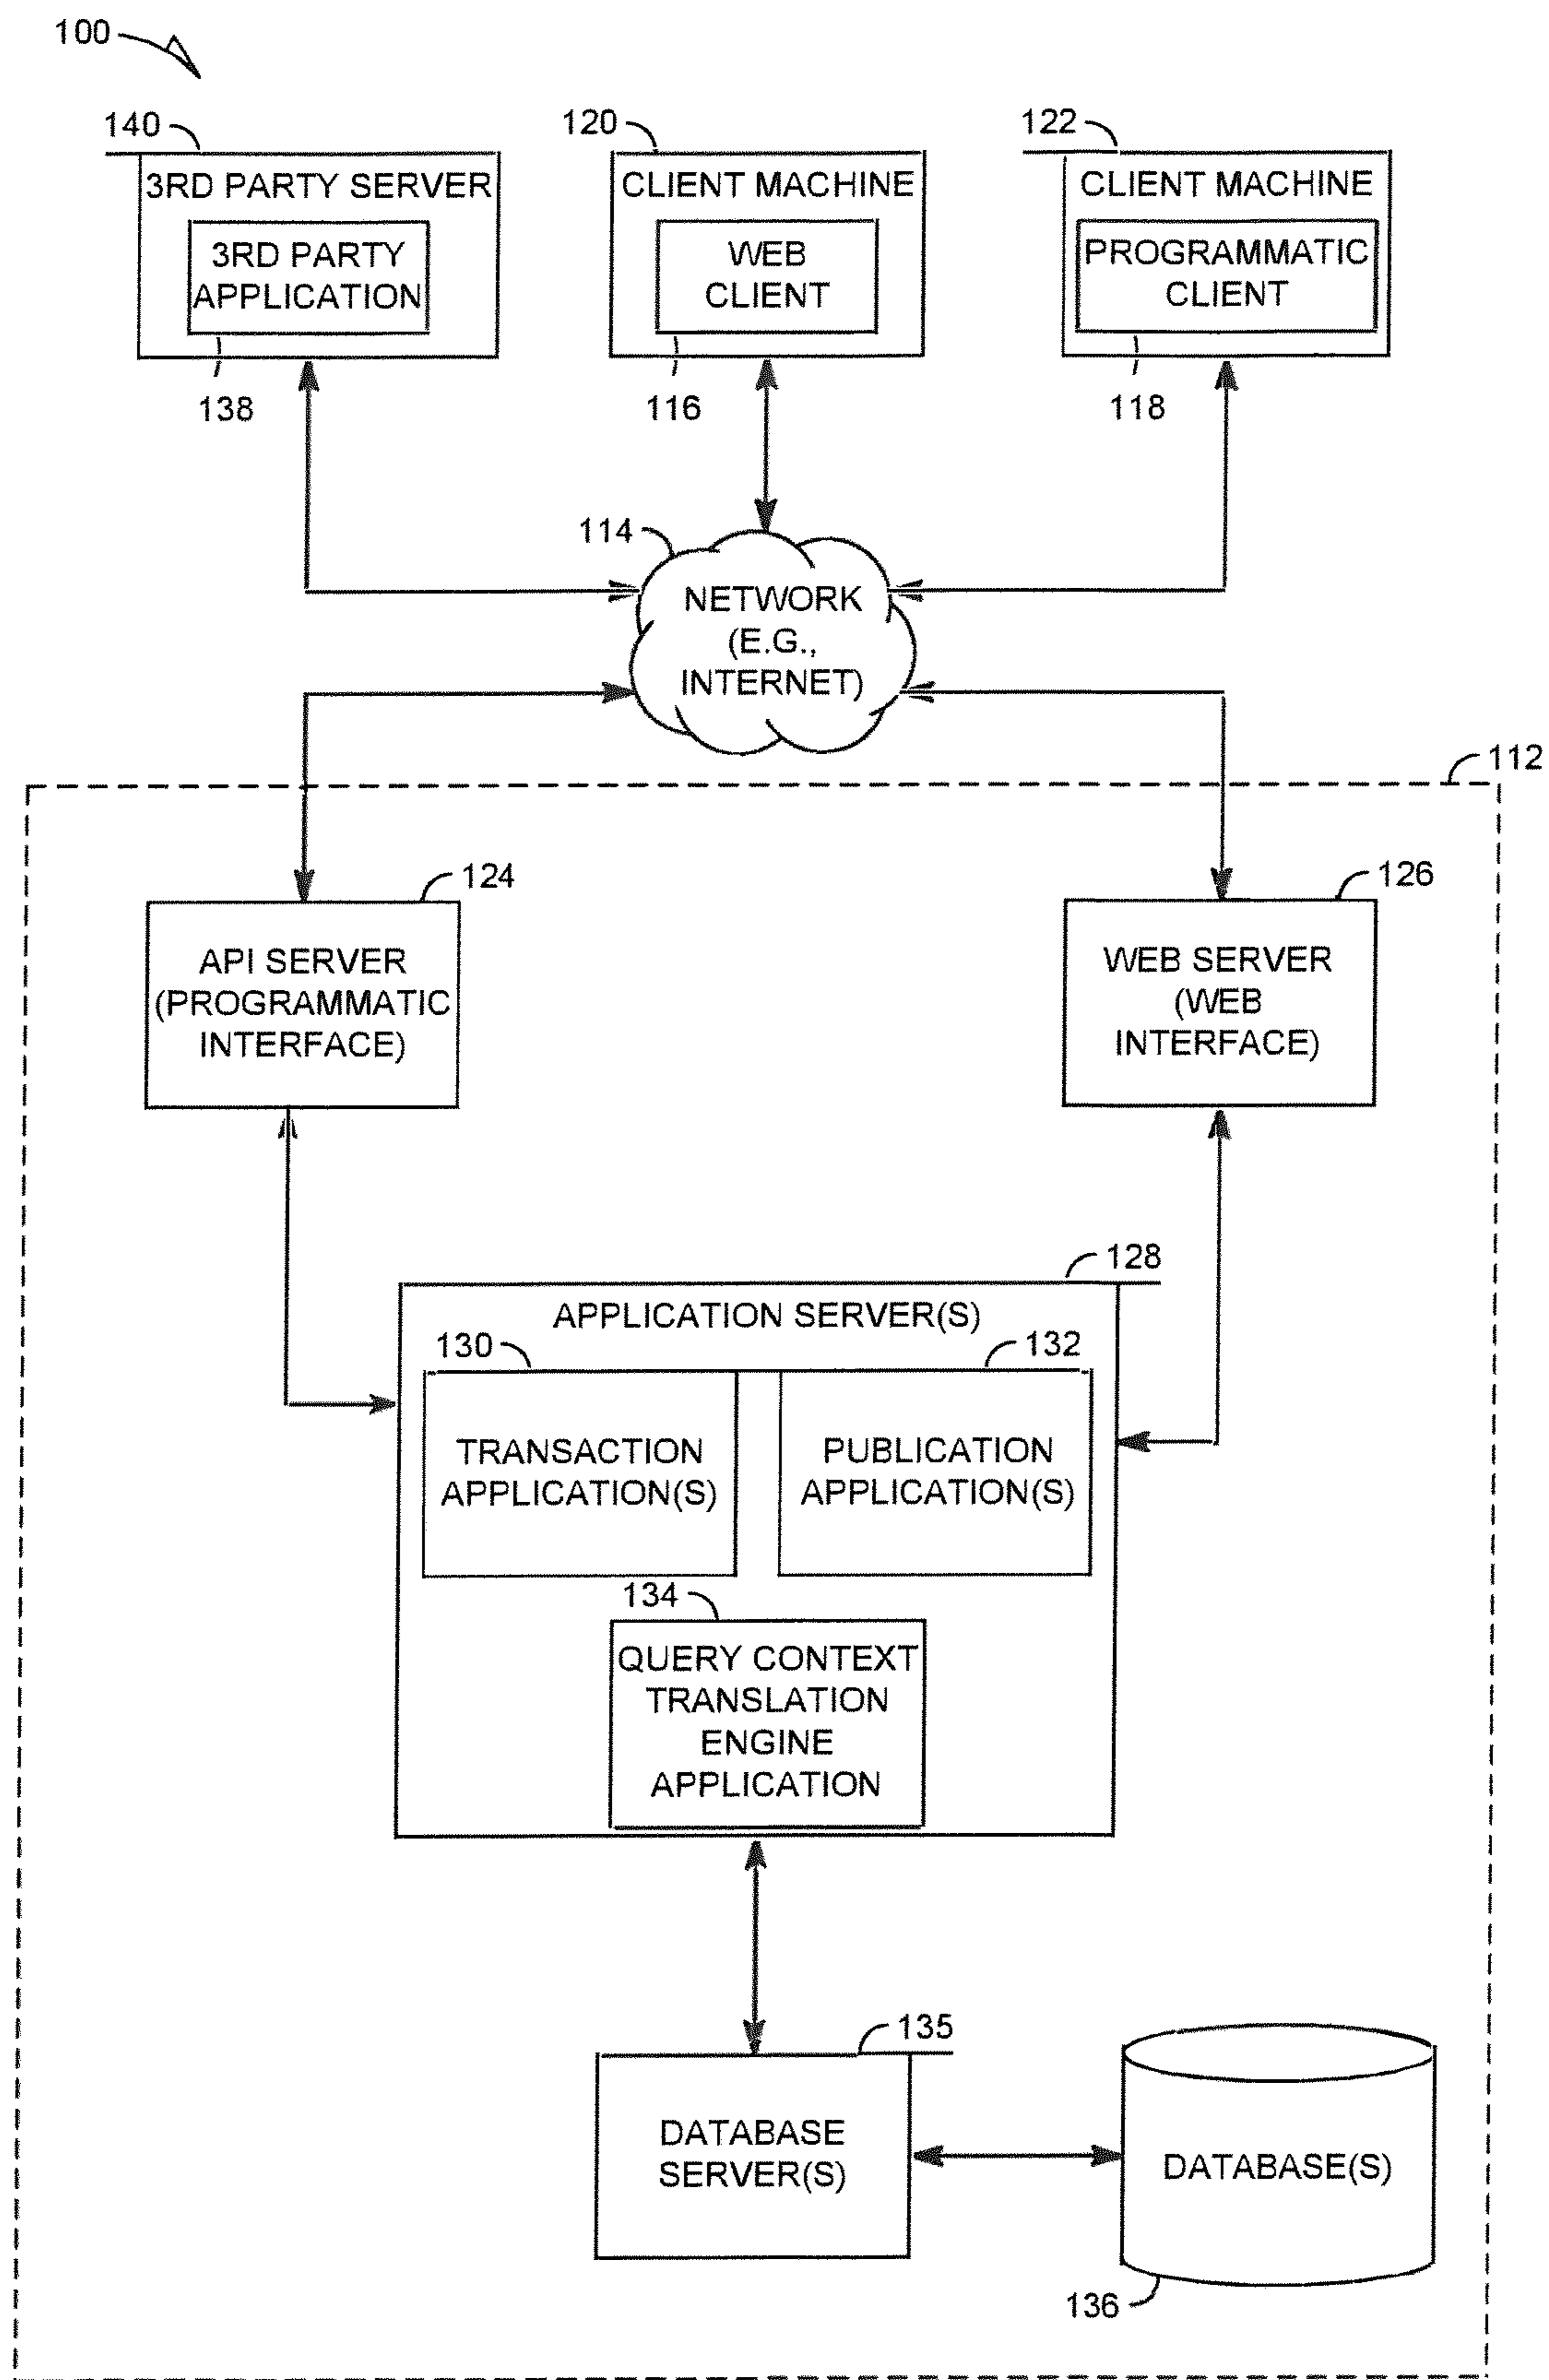 100
140
120
122
3RD PARTY SERVER
CLIENT MACHINE
CLIENT MACHINE
3RD PARTY
APPLICATION
WEB
CLIENT
PROGRAMMATIC
CLIENT
138
116
118
114
NETWORK
(E.G.,
INTERNET)
112
124
126
API SERVER
(PROGRAMMATIC
INTERFACE)
WEB SERVER
(WEB
INTERFACE)
128
APPLICATION SERVER(S)
130
132
TRANSACTION
APPLICATION(S)
PUBLICATION
APPLICATION(S)
134
QUERY CONTEXT
TRANSLATION
ENGINE
APPLICATION
135
DATABASE
SERVER(S)
DATABASE(S)
136